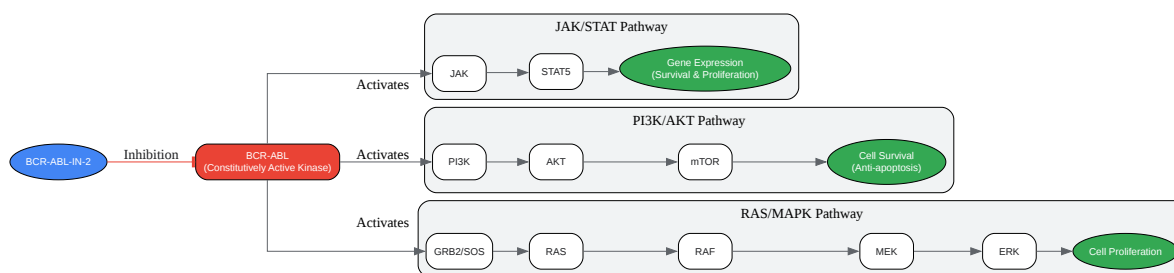 JAK/STAT Pathway
JAK
STAT5
Gene Expression
(Survival & Proliferation)
Activates
PI3K/AKT Pathway
BCR-ABL-IN-2
Inhibition
BCR-ABL
(Constitutively Active Kinase)
Activates
PI3K
AKT
mTOR
Cell Survival
(Anti-apoptosis)
RAS/MAPK Pathway
Activates
GRB2/SOS
RAS
RAF
MEK
ERK
Cell Proliferation